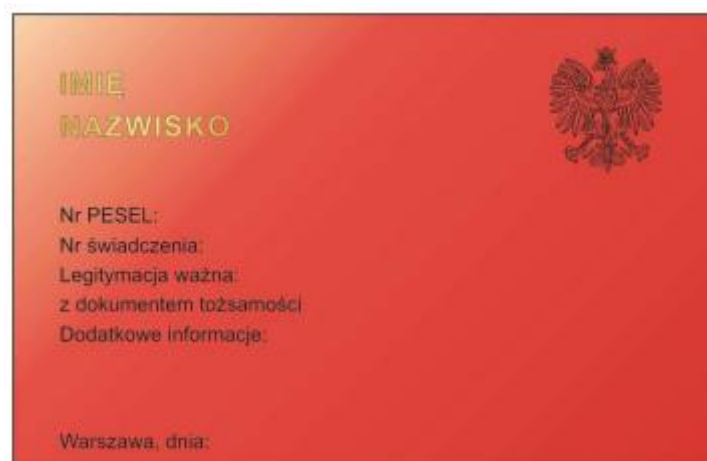 IMIĘ
NAZWISKO
Nr PESEL:
Nr świadczenia:
Legitymacja ważna:
z dokumentem tożsamości
Dodatkowe informacje:
Warszawa, dnia: